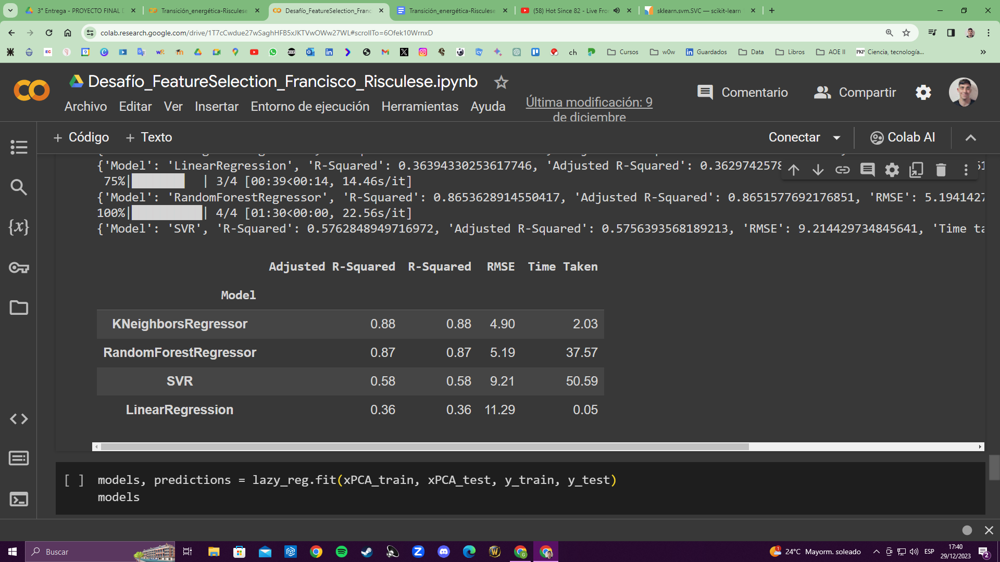 3° Entrega - PROYECTO FINAL D
Transición_energética-Risculese
Desafío_FeatureSelection_Franc
Transición_energética-Risculese
(58) Hot Since 82 - Live Fror
sklearn.svm.SVC — scikit-learn
colab.research.google.com/drive/1T7cCwdue27wSaghHFB5xJKTVwOWw27WL#scrollTo=6Ofek10WrnxD
ch
Cursos
w0w
Guardados
Data
Libros
AOE II
PKP Ciencia, tecnología...
Desafío_FeatureSelection_Francisco_Risculese.ipynb
Comentario
Compartir
Archivo Editar Ver Insertar Entorno de ejecución Herramientas Ayuda
Última modificación: 9
de diciembre
+ Código + Texto
Conectar
Colab AI
{'Model': 'LinearRegression', 'R-Squared': 0.36394330253617746, 'Adjusted R-Squared': 0.3629742578
75%| | 3/4 [00:39<00:14, 14.46s/it]
{'Model': 'RandomForestRegressor', 'R-Squared': 0.8653628914550417, 'Adjusted R-Squared': 0.8651577692176851, 'RMSE': 5.1941427
100%| | 4/4 [01:30<00:00, 22.56s/it]
{'Model': 'SVR', 'R-Squared': 0.5762848949716972, 'Adjusted R-Squared': 0.5756393568189213, 'RMSE': 9.214429734845641, 'Time ta
Adjusted R-Squared R-Squared RMSE Time Taken
Model
KNeighborsRegressor 0.88 0.88 4.90 2.03
RandomForestRegressor 0.87 0.87 5.19 37.57
SVR 0.58 0.58 9.21 50.59
LinearRegression 0.36 0.36 11.29 0.05
[ ] models, predictions = lazy_reg.fit(xPCA_train, xPCA_test, y_train, y_test)
models
Buscar
24°C Mayorm. soleado
ESP
17:40
29/12/2023
2